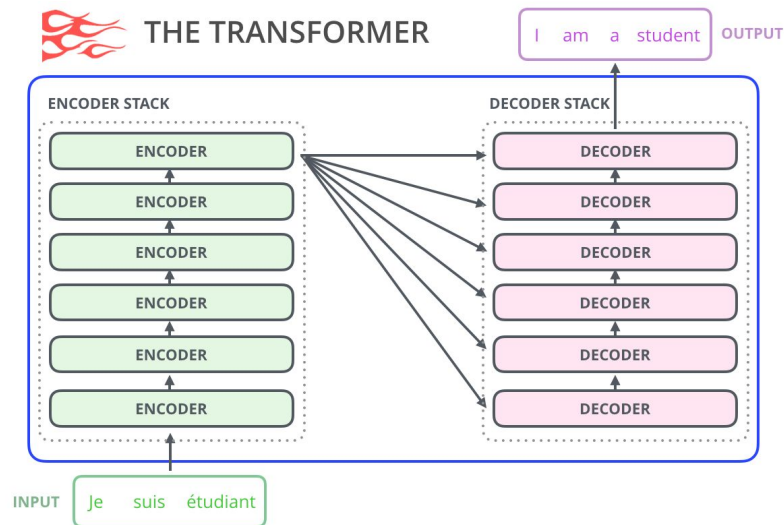 THE TRANSFORMER
I am a student OUTPUT
ENCODER STACK
ENCODER
ENCODER
ENCODER
ENCODER
ENCODER
ENCODER
DECODER STACK
DECODER
DECODER
DECODER
DECODER
DECODER
DECODER
INPUT Je suis étudiant